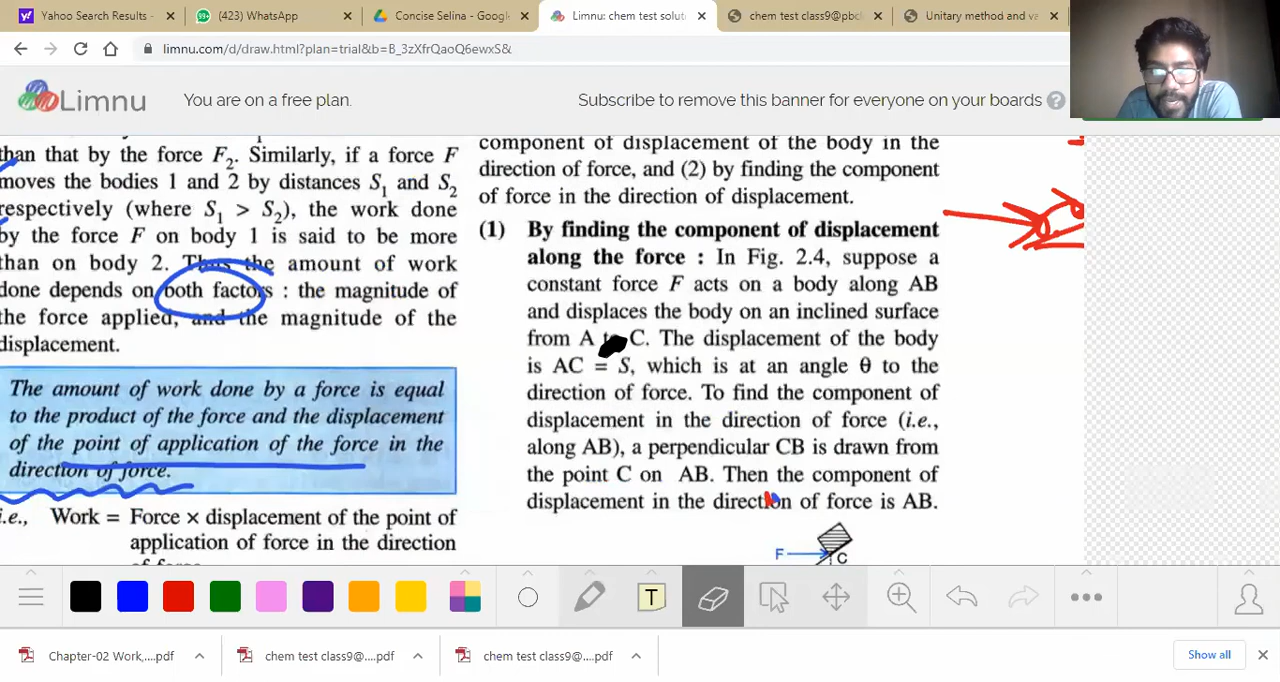 Yahoo Search Results -
(423) WhatsApp
Concise Selina - Google
Limnu: chem test solut
chem test class9@pbcl
Unitary method and va
limnu.com/d/draw.html?plan=trial&b=B_3zXfrQaoQ6ewxS&
Limnu
You are on a free plan.
Subscribe to remove this banner for everyone on your boards ?
than that by the force F₂. Similarly, if a force F
moves the bodies 1 and 2 by distances S₁ and S₂
respectively (where S₁ > S₂), the work done
by the force F on body 1 is said to be more
than on body 2. Thus the amount of work
done depends on both factors : the magnitude of
the force applied, and the magnitude of the
displacement.
The amount of work done by a force is equal
to the product of the force and the displacement
of the point of application of the force in the
direction of force.
i.e., Work = Force × displacement of the point of
application of force in the direction
component of displacement of the body in the
direction of force, and (2) by finding the component
of force in the direction of displacement.
(1) By finding the component of displacement
along the force : In Fig. 2.4, suppose a
constant force F acts on a body along AB
and displaces the body on an inclined surface
from A to C. The displacement of the body
is AC = S, which is at an angle θ to the
direction of force. To find the component of
displacement in the direction of force (i.e.,
along AB), a perpendicular CB is drawn from
the point C on AB. Then the component of
displacement in the direction of force is AB.
F
C
T
Chapter-02 Work,....pdf
chem test class9@....pdf
chem test class9@....pdf
Show all